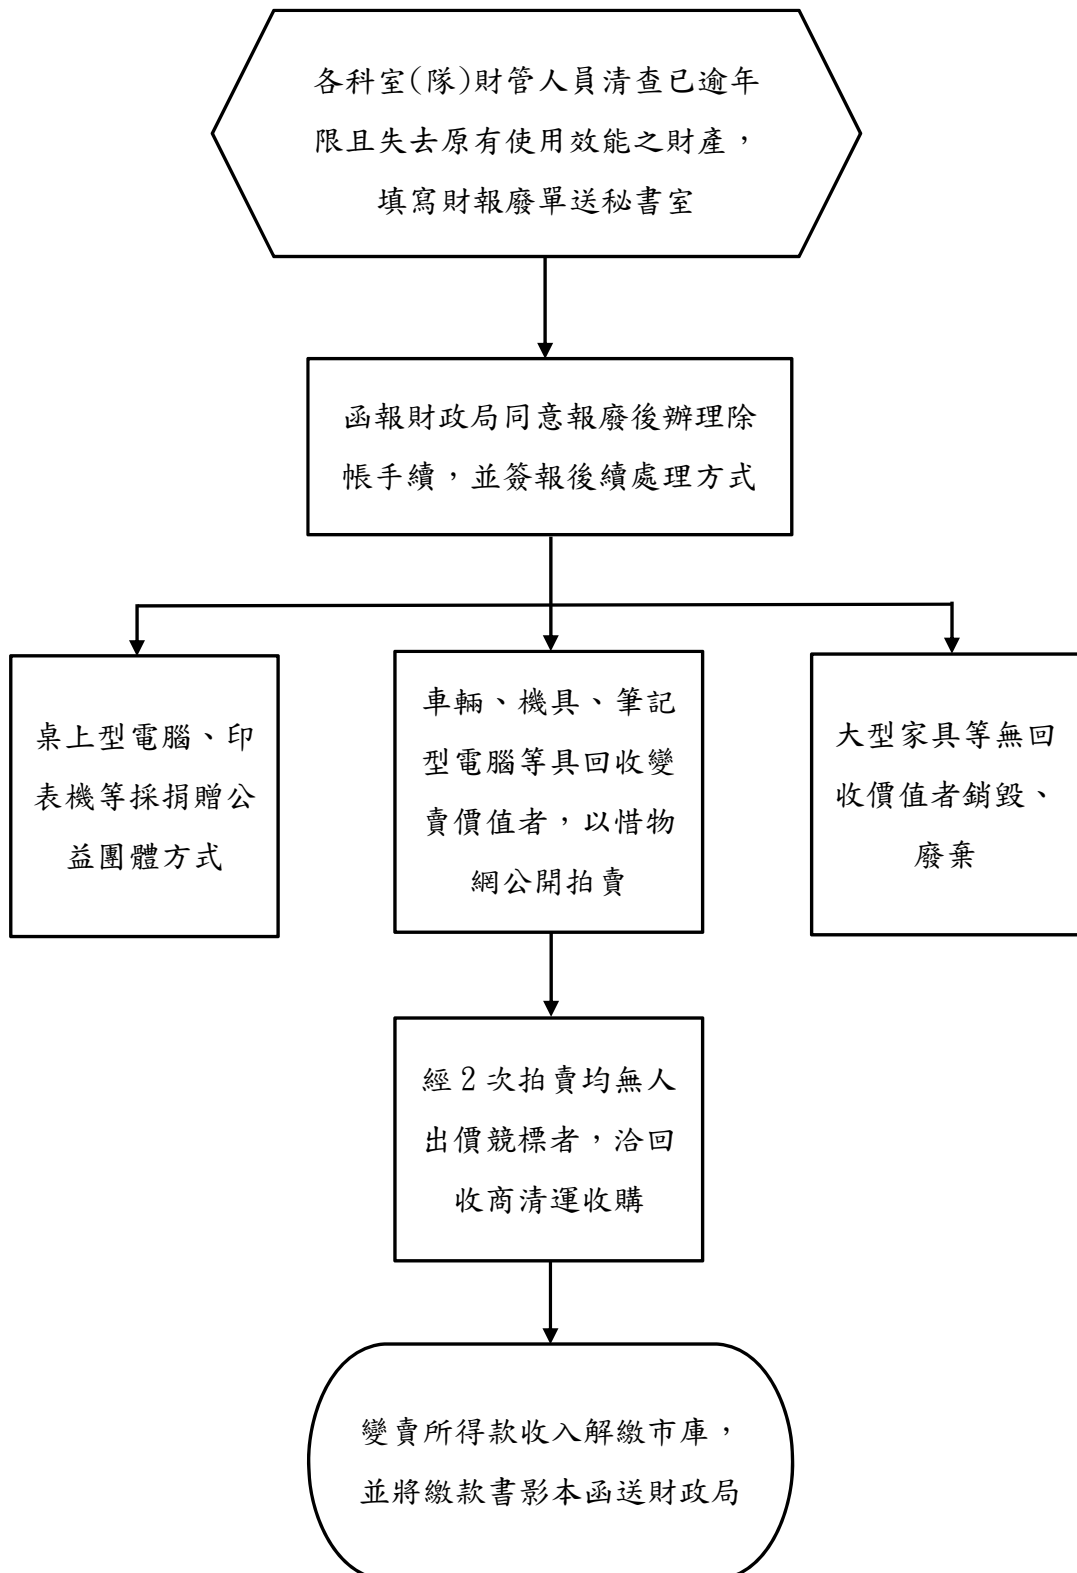 各科室(隊)財管人員清查已逾年
限且失去原有使用效能之財產，
填寫財報廢單送秘書室
函報財政局同意報廢後辦理除
帳手續，並簽報後續處理方式
桌上型電腦、印
表機等採捐贈公
益團體方式
車輛、機具、筆記
型電腦等具回收變
賣價值者，以惜物
網公開拍賣
大型家具等無回
收價值者銷毀、
廢棄
經2次拍賣均無人
出價競標者，洽回
收商清運收購
變賣所得款收入解繳市庫，
並將繳款書影本函送財政局